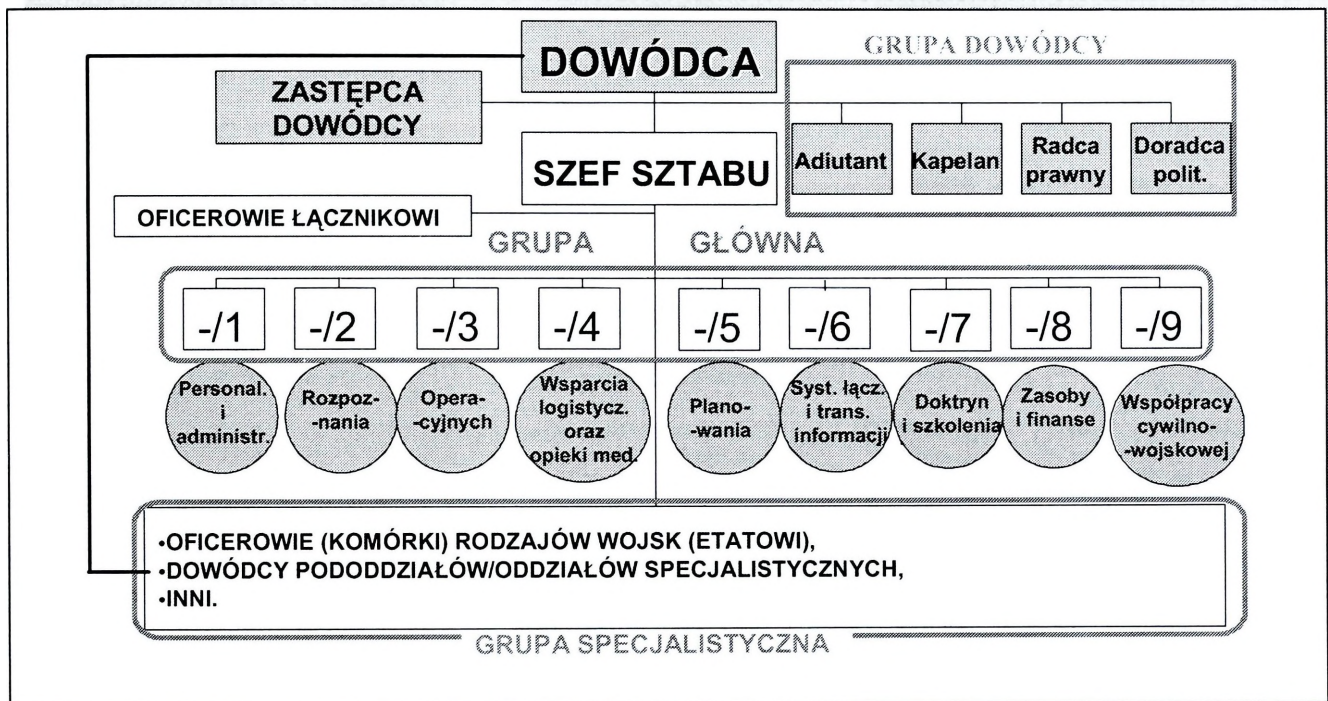 DOWÓDCA
GRUPA DOWÓDCY
ZASTĘPCA
DOWÓDCY
Adiutant
Kapelan
Radca
prawny
Doradca
polit.
SZEF SZTABU
OFICEROWIE ŁĄCZNIKOWI
GRUPA GŁÓWNA
-/1
-/2
-/3
-/4
-/5
-/6
-/7
-/8
-/9
Personal.
i
administr.
Rozpoz-
-nania
Opera-
-cyjnych
Wsparcia
logistycz.
oraz
opieki med.
Plano-
-wania
Syst. łącz.
i trans.
informacji
Doktryn
i szkolenia
Zasoby
i finanse
Współpracy
cywilno-
-wojskowej
•OFICEROWIE (KOMÓRKI) RODZAJÓW WOJSK (ETATOWI),
•DOWÓDCY PODODDZIAŁÓW/ODDZIAŁÓW SPECJALISTYCZNYCH,
•INNI.
GRUPA SPECJALISTYCZNA